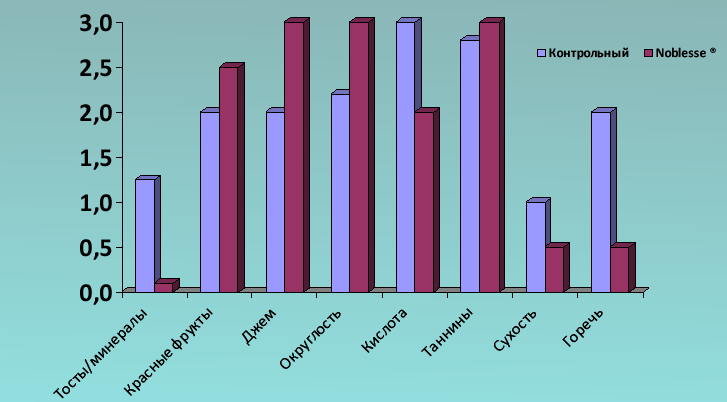 3,0
2,5
2,0
1,5
1,0
0,5
0,0
Контрольный
Noblesse ®
Тосты/минералы
Красные фрукты
Джем
Округлость
Кислота
Таннины
Сухость
Горечь